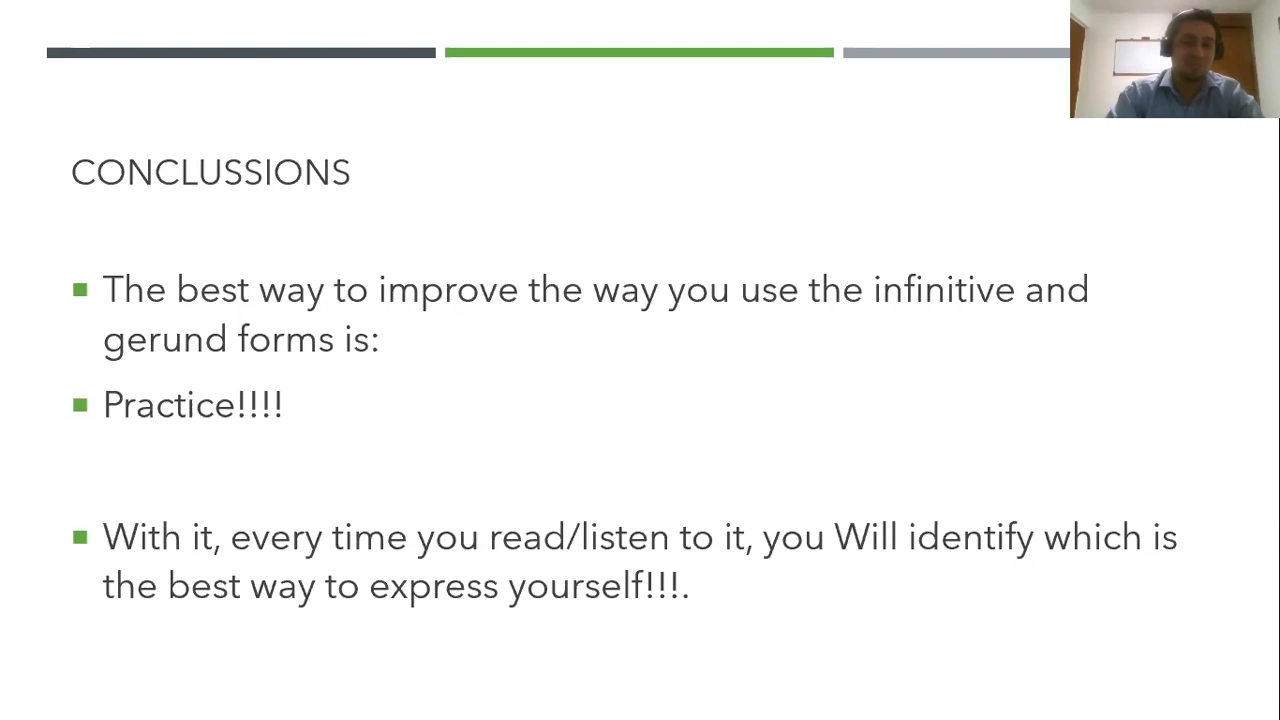 CONCLUSSIONS
The best way to improve the way you use the infinitive and
gerund forms is:
Practice!!!!
With it, every time you read/listen to it, you Will identify which is
the best way to express yourself!!!.